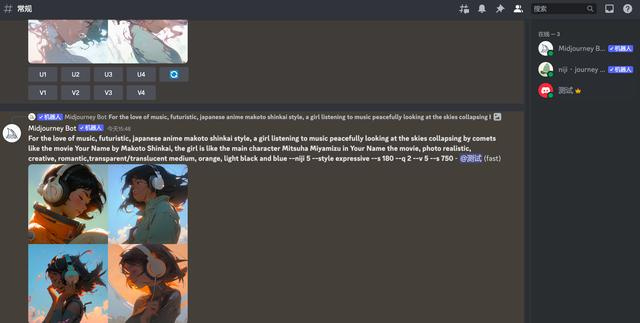 常规
搜索
U1 U2 U3 U4
V1 V2 V3 V4
在线 — 3
Midjourney B... ✓机器人
niji · journey ... ✓机器人
测试
✓机器人 Midjourney Bot For the love of music, futuristic, japanese anime makoto shinkai style, a girl listening to music peacefully looking at the skies collapsing
Midjourney Bot ✓机器人 今天15:48
For the love of music, futuristic, japanese anime makoto shinkai style, a girl listening to music peacefully looking at the skies collapsing by comets
like the movie Your Name by Makoto Shinkai, the girl is like the main character Mitsuha Miyamizu in Your Name the movie, photo realistic,
creative, romantic,transparent/translucent medium, orange, light black and blue --niji 5 --style expressive --s 180 --q 2 --v 5 --s 750 - @测试 (fast)